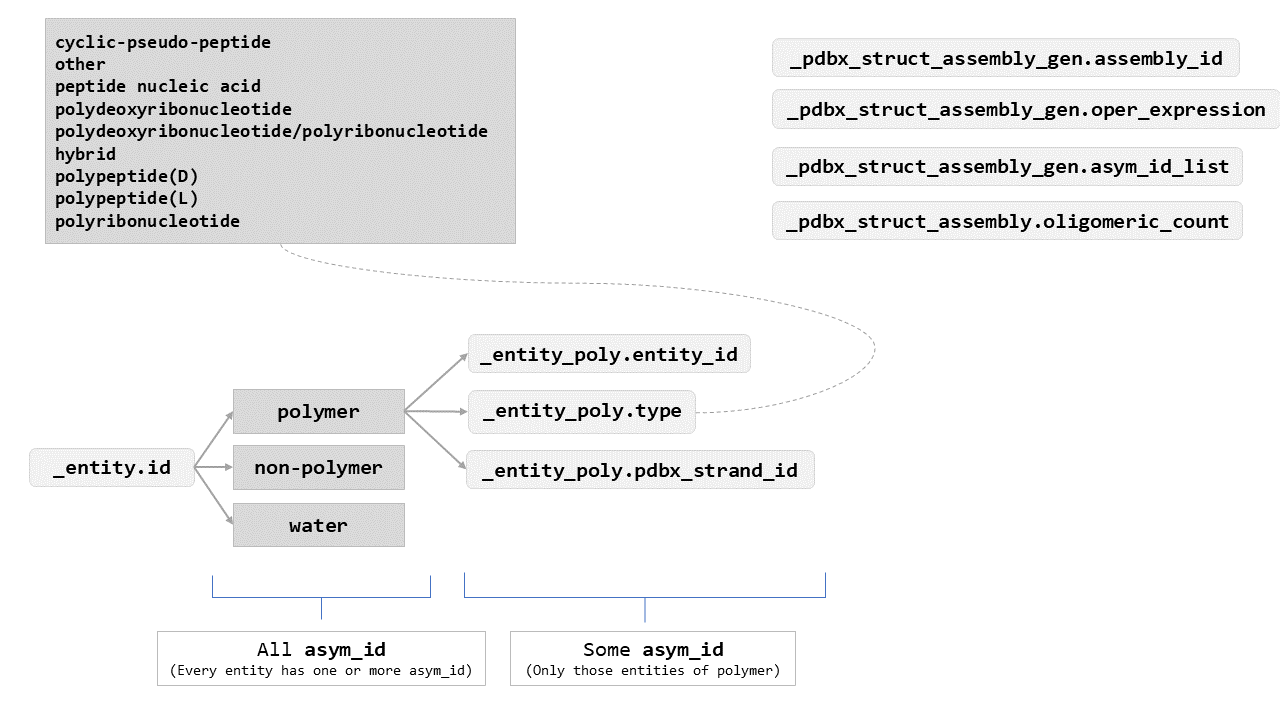 cyclic-pseudo-peptide
other
peptide nucleic acid
polydeoxyribonucleotide
polydeoxyribonucleotide/polyribonucleotide
hybrid
polypeptide(D)
polypeptide(L)
polyribonucleotide
_pdbx_struct_assembly_gen.assembly_id
_pdbx_struct_assembly_gen.oper_expression
_pdbx_struct_assembly_gen.asym_id_list
_pdbx_struct_assembly.oligomeric_count
_entity.id
polymer
non-polymer
water
_entity_poly.entity_id
_entity_poly.type
_entity_poly.pdbx_strand_id
All asym_id
(Every entity has one or more asym_id)
Some asym_id
(Only those entities of polymer)